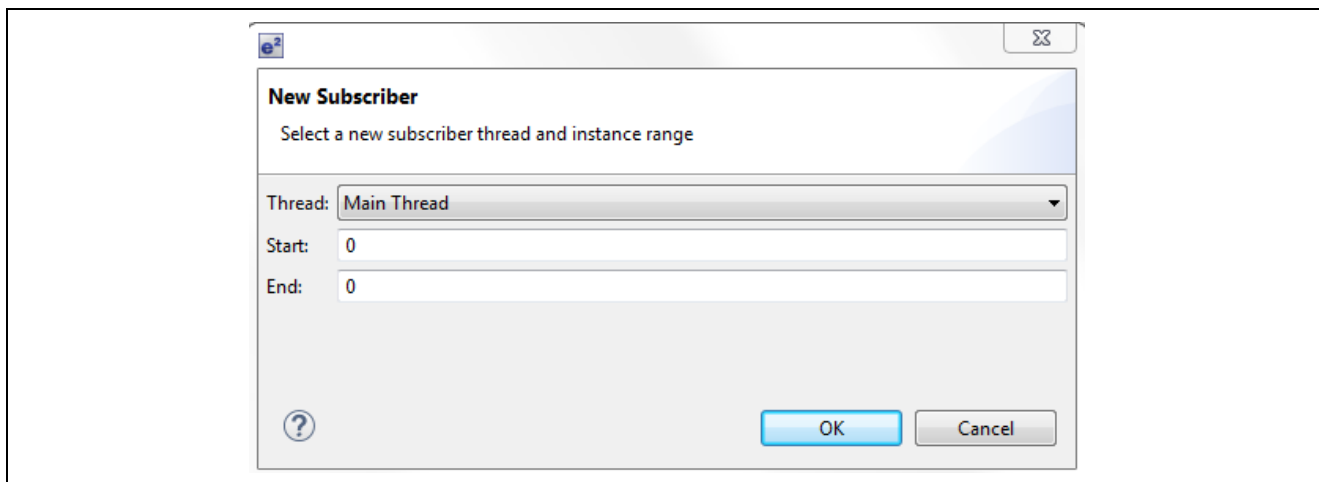 e²
New Subscriber
Select a new subscriber thread and instance range
Thread: Main Thread
Start: 0
End: 0
?
OK Cancel